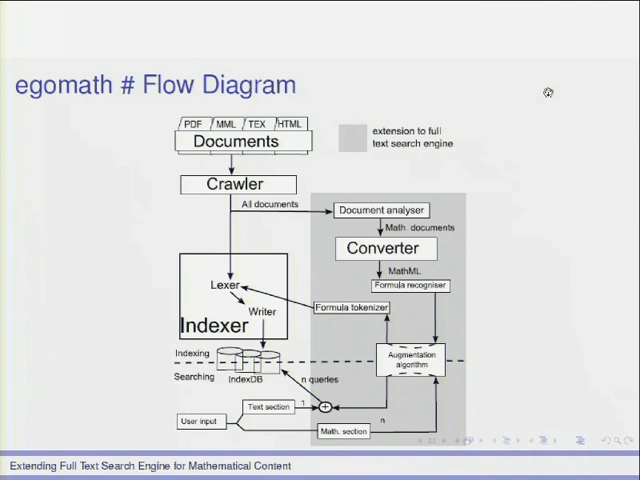 egomath # Flow Diagram
PDF MML TEX HTML
Documents
extension to full
text search engine
Crawler
All documents
Document analyser
Math. documents
Converter
MathML
Formula recogniser
Lexer
Formula tokenizer
Writer
Indexer
Indexing
Augmentation
algorithm
Searching
IndexDB
n queries
Text section
1
+
n
User input
Math. section
Extending Full Text Search Engine for Mathematical Content